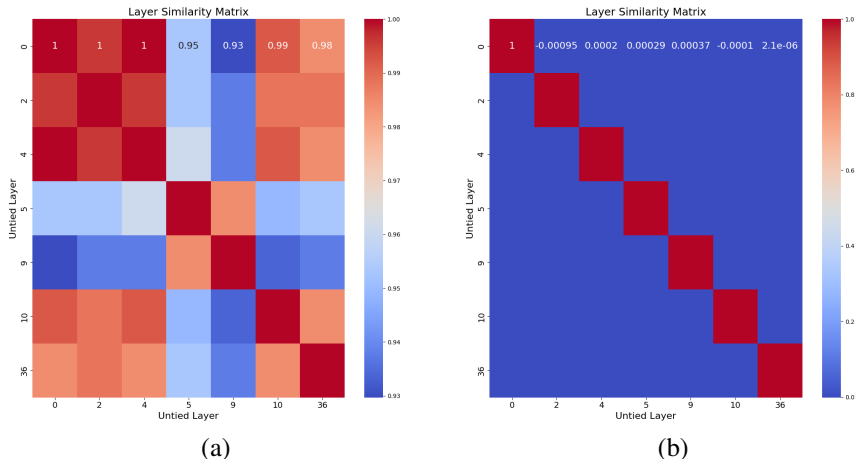 Layer Similarity Matrix
1 1 1 0.95 0.93 0.99 0.98
0
2
4
5
9
10
36
Untied Layer
0 2 4 5 9 10 36
Untied Layer
1.00
0.99
0.98
0.97
0.96
0.95
0.94
0.93
(a)
Layer Similarity Matrix
1 -0.00095 0.0002 0.00029 0.00037 -0.0001 2.1e-06
0
2
4
5
9
10
36
Untied Layer
0 2 4 5 9 10 36
Untied Layer
1.0
0.8
0.6
0.4
0.2
0.0
(b)